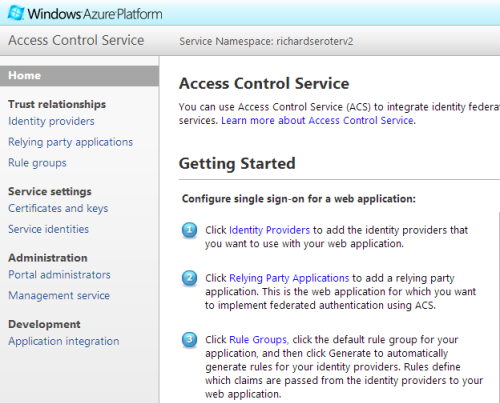 Windows Azure Platform
Access Control Service
Service Namespace: richardseroterv2
Home
Trust relationships
Identity providers
Relying party applications
Rule groups
Service settings
Certificates and keys
Service identities
Administration
Portal administrators
Management service
Development
Application integration
Access Control Service
You can use Access Control Service (ACS) to integrate identity federa
services. Learn more about Access Control Service.
Getting Started
Configure single sign-on for a web application:
1 Click Identity Providers to add the identity providers that
you want to use with your web application.
2 Click Relying Party Applications to add a relying party
application. This is the web application for which you want
to implement federated authentication using ACS.
3 Click Rule Groups, click the default rule group for your
application, and then click Generate to automatically
generate rules for your identity providers. Rules define
which claims are passed from the identity providers to your
web application.